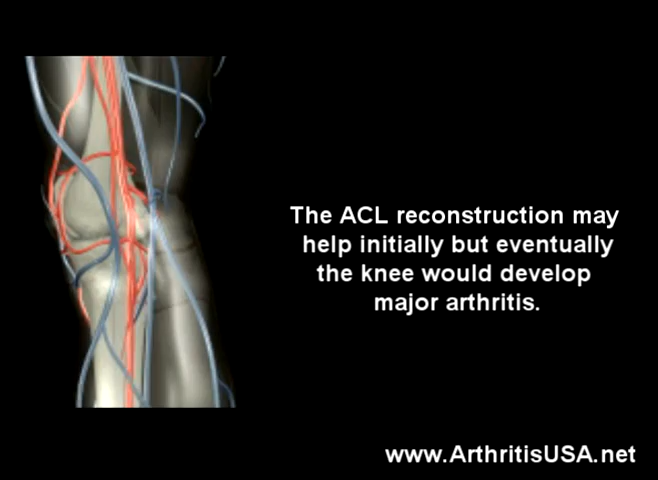 The ACL reconstruction may
help initially but eventually
the knee would develop
major arthritis.
www.ArthritisUSA.net